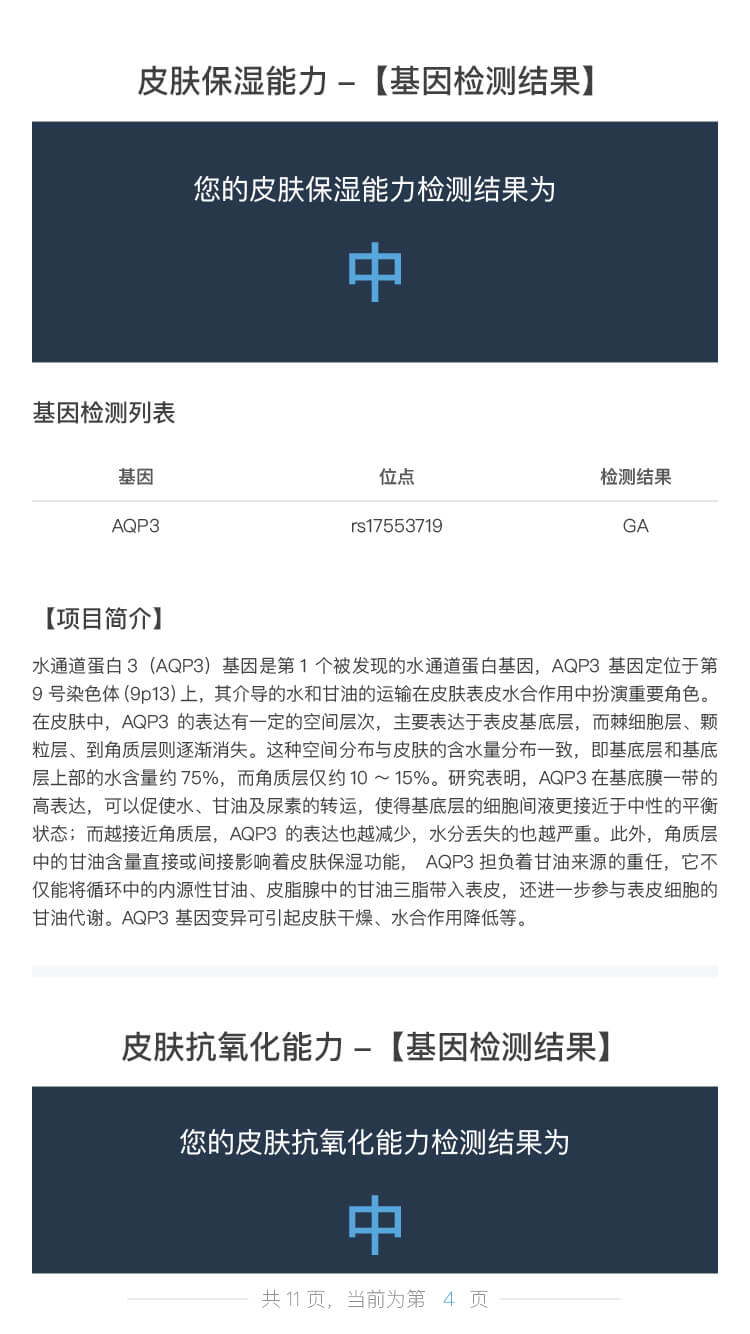 皮肤保湿能力 –【基因检测结果】
您的皮肤保湿能力检测结果为
中
基因检测列表
基因 位点 检测结果
AQP3 rs17553719 GA
【项目简介】
水通道蛋白 3（AQP3）基因是第 1 个被发现的水通道蛋白基因，AQP3 基因定位于第
9 号染色体 (9p13) 上，其介导的水和甘油的运输在皮肤表皮水合作用中扮演重要角色。
在皮肤中，AQP3 的表达有一定的空间层次，主要表达于表皮基底层，而棘细胞层、颗
粒层、到角质层则逐渐消失。这种空间分布与皮肤的含水量分布一致，即基底层和基底
层上部的水含量约 75%，而角质层仅约 10 ～ 15%。研究表明，AQP3 在基底膜一带的
高表达，可以促使水、甘油及尿素的转运，使得基底层的细胞间液更接近于中性的平衡
状态；而越接近角质层，AQP3 的表达也越减少，水分丢失的也越严重。此外，角质层
中的甘油含量直接或间接影响着皮肤保湿功能， AQP3 担负着甘油来源的重任，它不
仅能将循环中的内源性甘油、皮脂腺中的甘油三脂带入表皮，还进一步参与表皮细胞的
甘油代谢。AQP3 基因变异可引起皮肤干燥、水合作用降低等。
皮肤抗氧化能力 –【基因检测结果】
您的皮肤抗氧化能力检测结果为
中
共 11 页，当前为第 4 页